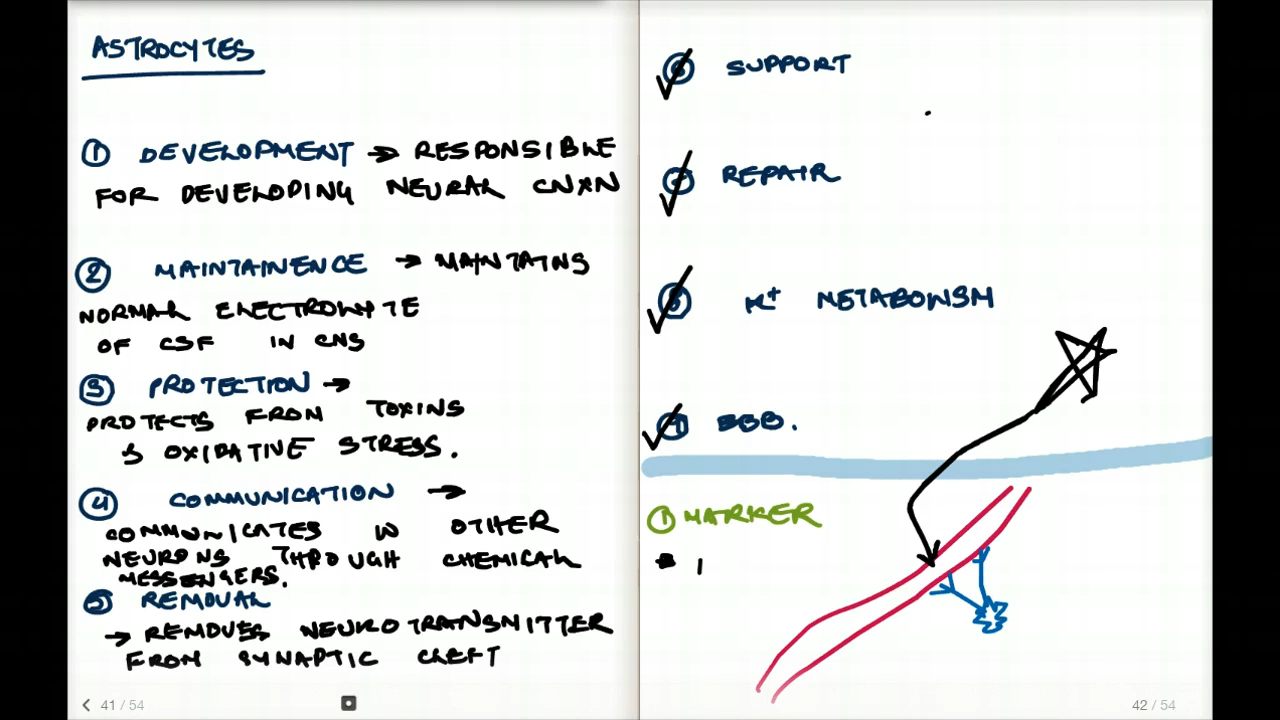 ASTROCYTES
① DEVELOPMENT → RESPONSIBLE
FOR DEVELOPING NEURAL CNXN
② MAINTAINENCE → MAINTAINS
NORMAL ELECTROLYTE
OF CSF IN CNS
③ PROTECTION →
PROTECTS FROM TOXINS
& OXIDATIVE STRESS.
④ COMMUNICATION →
COMMUNICATES W OTHER
NEURONS THROUGH CHEMICAL
MESSENGERS.
⑤ REMOVAL
→ REMOVES NEUROTRANSMITTER
FROM SYNAPTIC CLEFT
41 / 54
SUPPORT
REPAIR
K+ METABOLISM
BBB.
① MARKER
42 / 54